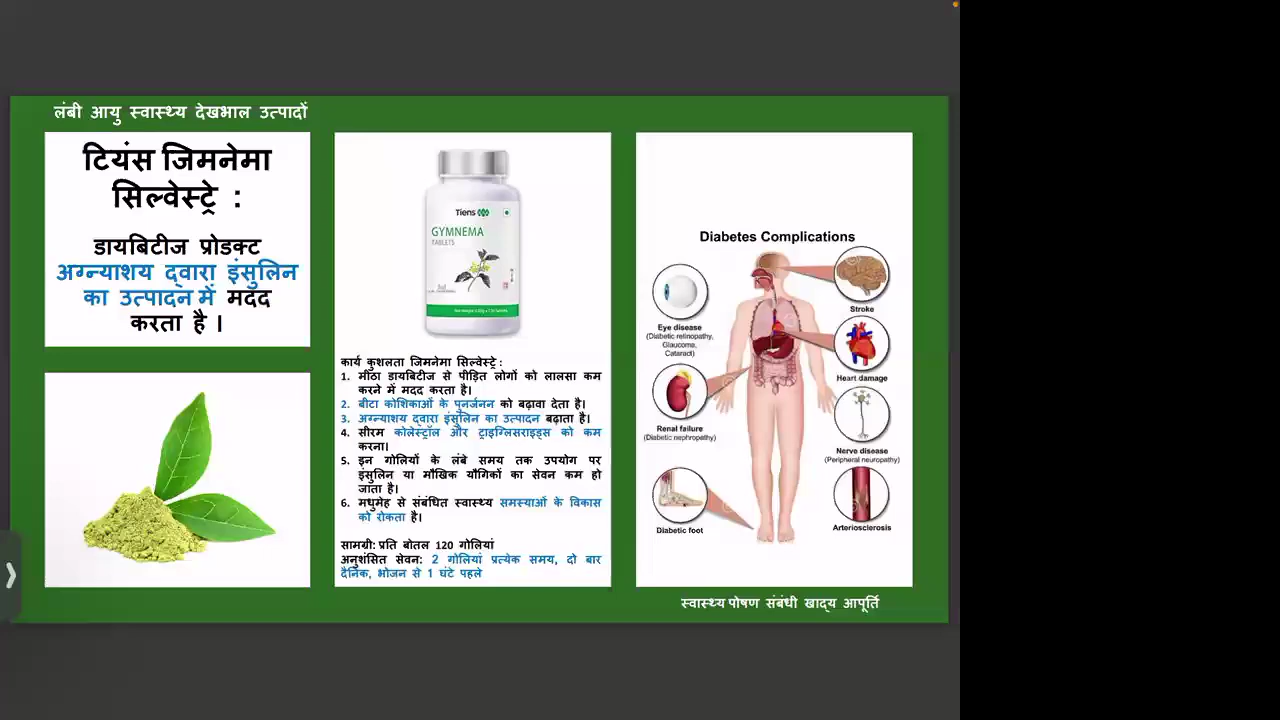 लंबी आयु स्वास्थ्य देखभाल उत्पादों
टियंस जिमनेमा
सिल्वेस्ट्रे :
डायबिटीज प्रोडक्ट
अग्न्याशय द्वारा इंसुलिन
का उत्पादन में मदद
करता है ।
Tiens
GYMNEMA
TABLETS
कार्य कुशलता जिमनेमा सिल्वेस्ट्रे :
1. मीठा डायबिटीज से पीड़ित लोगों को लालसा कम
करने में मदद करता है।
2. बीटा कोशिकाओं के पुनर्जनन को बढ़ावा देता है।
3. अग्न्याशय द्वारा इंसुलिन का उत्पादन बढ़ाता है।
4. सीरम कोलेस्ट्रॉल और ट्राइग्लिसराइड्स को कम
करना।
5. इन गोलियों के लंबे समय तक उपयोग पर
इंसुलिन या मौखिक यौगिकों का सेवन कम हो
जाता है।
6. मधुमेह से संबंधित स्वास्थ्य समस्याओं के विकास
को रोकता है।
सामग्री: प्रति बोतल 120 गोलियां
अनुशंसित सेवन: 2 गोलियां प्रत्येक समय, दो बार
दैनिक, भोजन से 1 घंटे पहले
Diabetes Complications
Stroke
Eye disease
(Diabetic retinopathy,
Glaucoma,
Cataract)
Heart damage
Renal failure
(Diabetic nephropathy)
Nerve disease
(Peripheral neuropathy)
Diabetic foot
Arteriosclerosis
स्वास्थ्य पोषण संबंधी खाद्य आपूर्ति